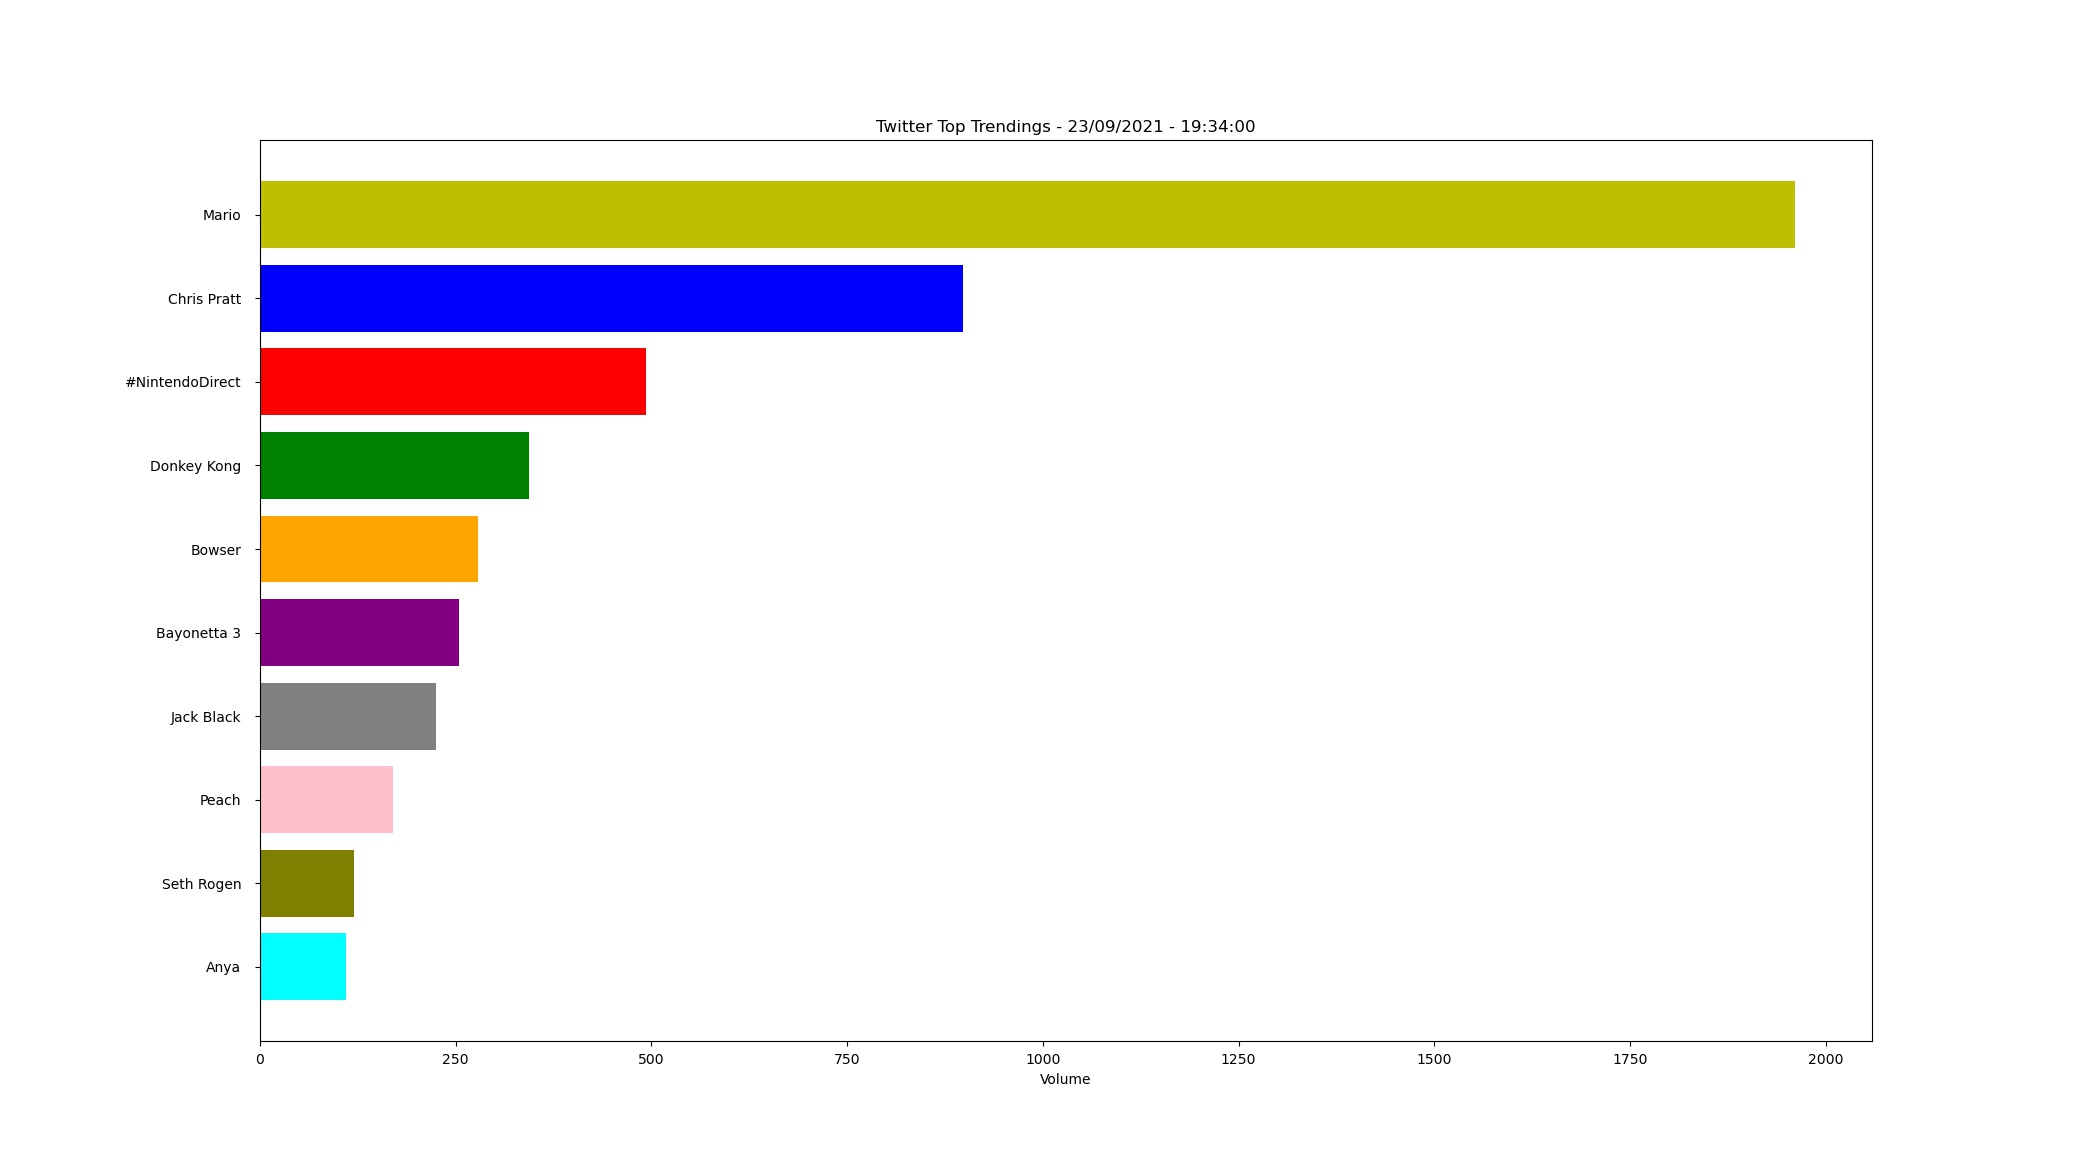 Twitter Top Trendings - 23/09/2021 - 19:34:00
Mario
Chris Pratt
#NintendoDirect
Donkey Kong
Bowser
Bayonetta 3
Jack Black
Peach
Seth Rogen
Anya
0 250 500 750 1000 1250 1500 1750 2000
Volume